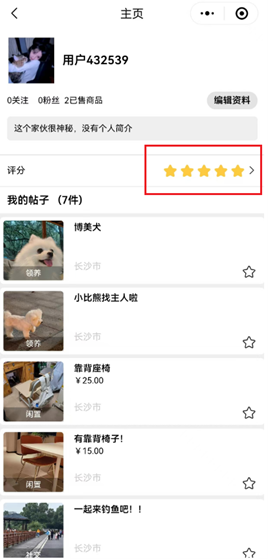 主页
用户432539
0关注 0粉丝 2已售商品 编辑资料
这个家伙很神秘，没有个人简介
评分
我的帖子 （7件）
博美犬
长沙市
领养
小比熊找主人啦
长沙市
领养
靠背座椅
￥25.00
长沙市
闲置
有靠背椅子！
￥15.00
长沙市
闲置
一起来钓鱼吧！！
社交